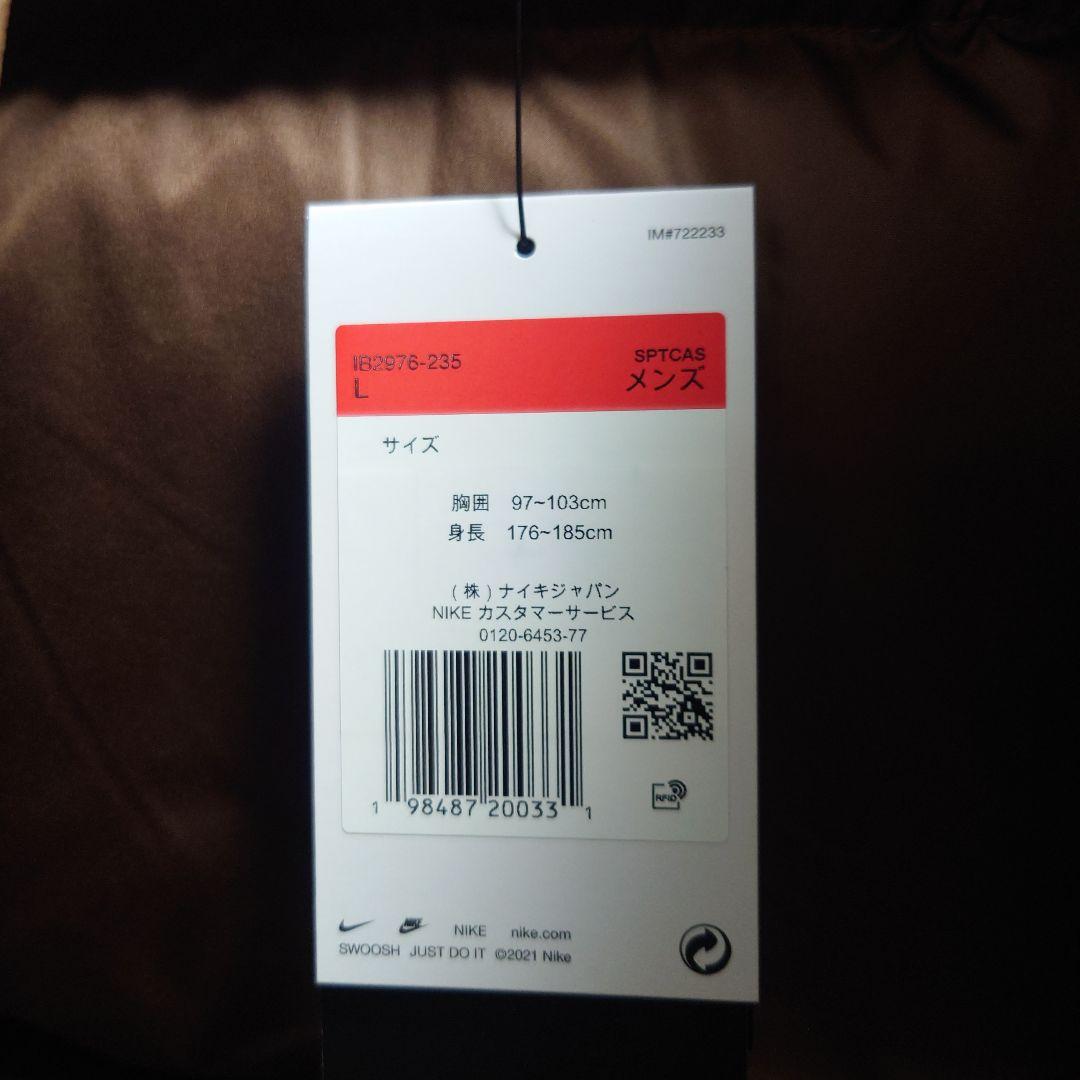 IM#722233
IB2976-235
L
SPTCAS
メンズ
サイズ
胸囲 97~103cm
身長 176~185cm
(株)ナイキジャパン
NIKE カスタマーサービス
0120-6453-77
1 98487 20033 1
RFID
NIKE NIKE nike.com
SWOOSH JUST DO IT ©2021 Nike